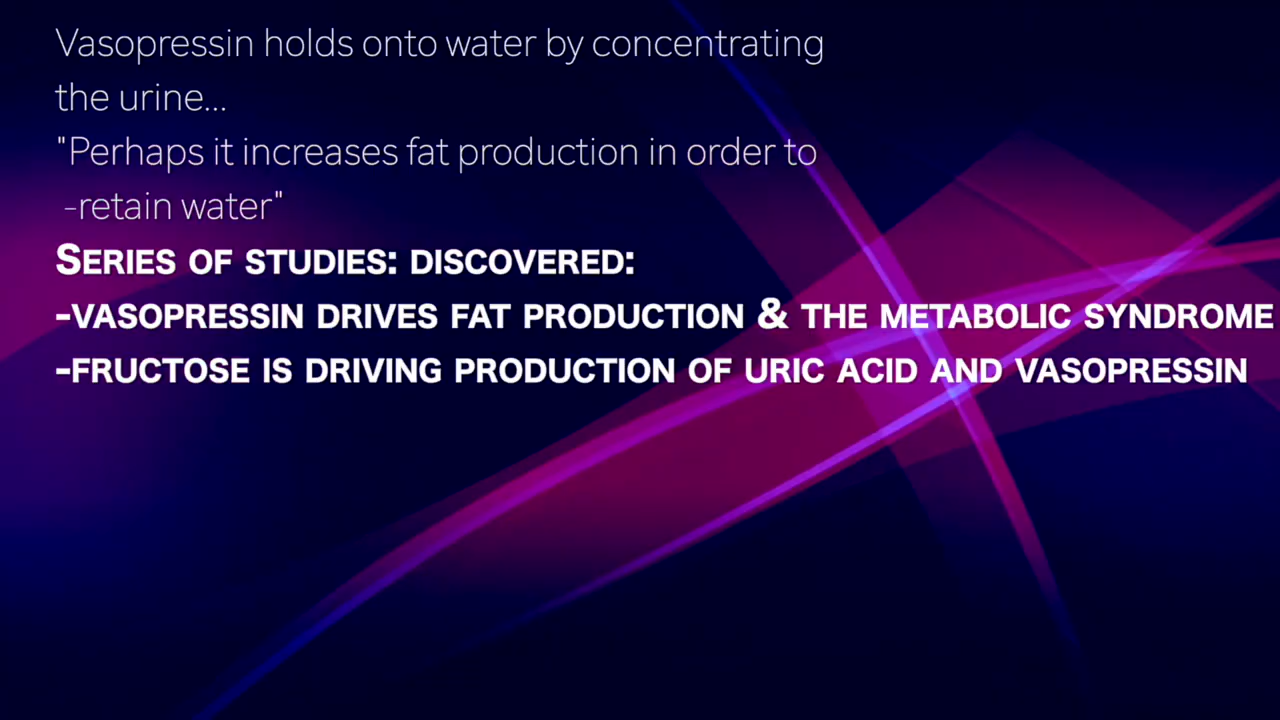 Vasopressin holds onto water by concentrating
the urine...
"Perhaps it increases fat production in order to
-retain water"
SERIES OF STUDIES: DISCOVERED:
-VASOPRESSIN DRIVES FAT PRODUCTION & THE METABOLIC SYNDROME
-FRUCTOSE IS DRIVING PRODUCTION OF URIC ACID AND VASOPRESSIN